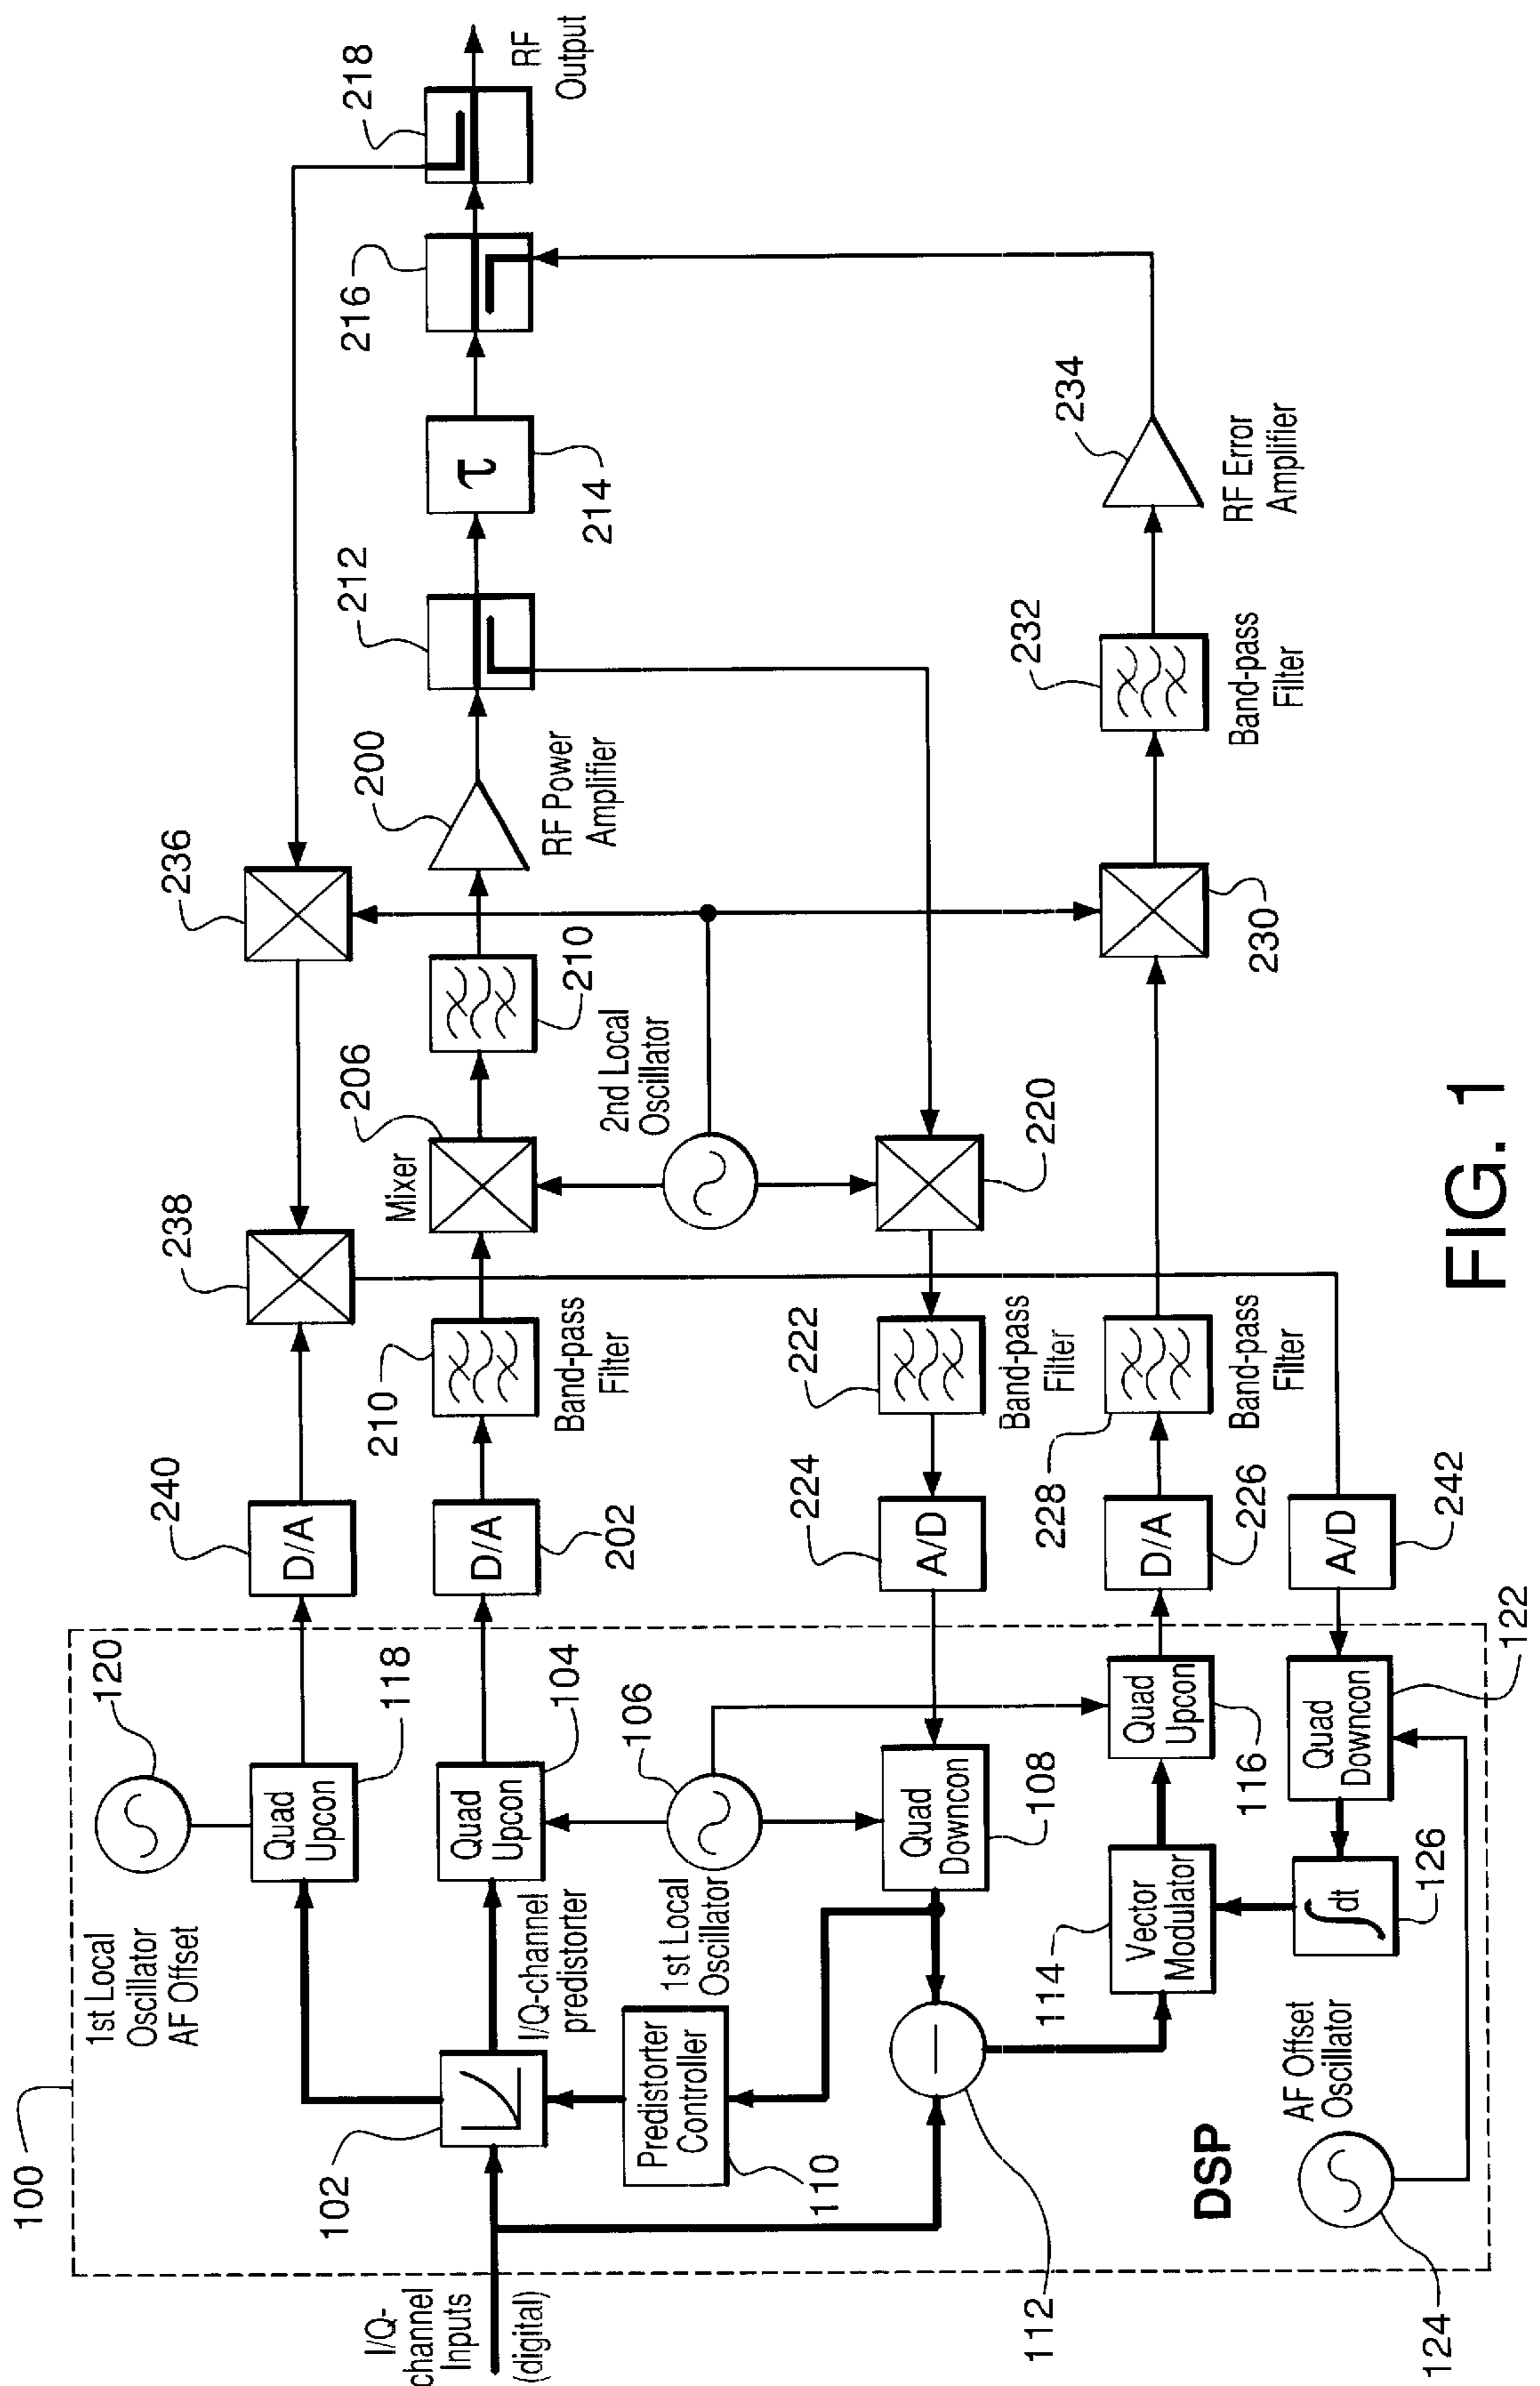 100
1st Local
Oscillator
AF Offset
120
Quad
Upcon
118
240
D/A
238
236
218
RF
Output
I/Q-
channel
Inputs
(digital)
102
I/Q-channel
predistorter
Quad
Upcon
104
D/A
202
210
Band-pass
Filter
Mixer
206
210
200
RF Power
Amplifier
212
τ
214
216
Predistorter
Controller
110
1st Local
Oscillator
106
2nd Local
Oscillator
112
Quad
Downcon
108
224
A/D
222
Band-pass
Filter
220
DSP
114
Vector
Modulator
Quad
Upcon
116
D/A
226
228
Band-pass
Filter
230
232
Band-pass
Filter
234
RF Error
Amplifier
AF Offset
Oscillator
124
∫dt
126
Quad
Downcon
122
A/D
242
FIG. 1